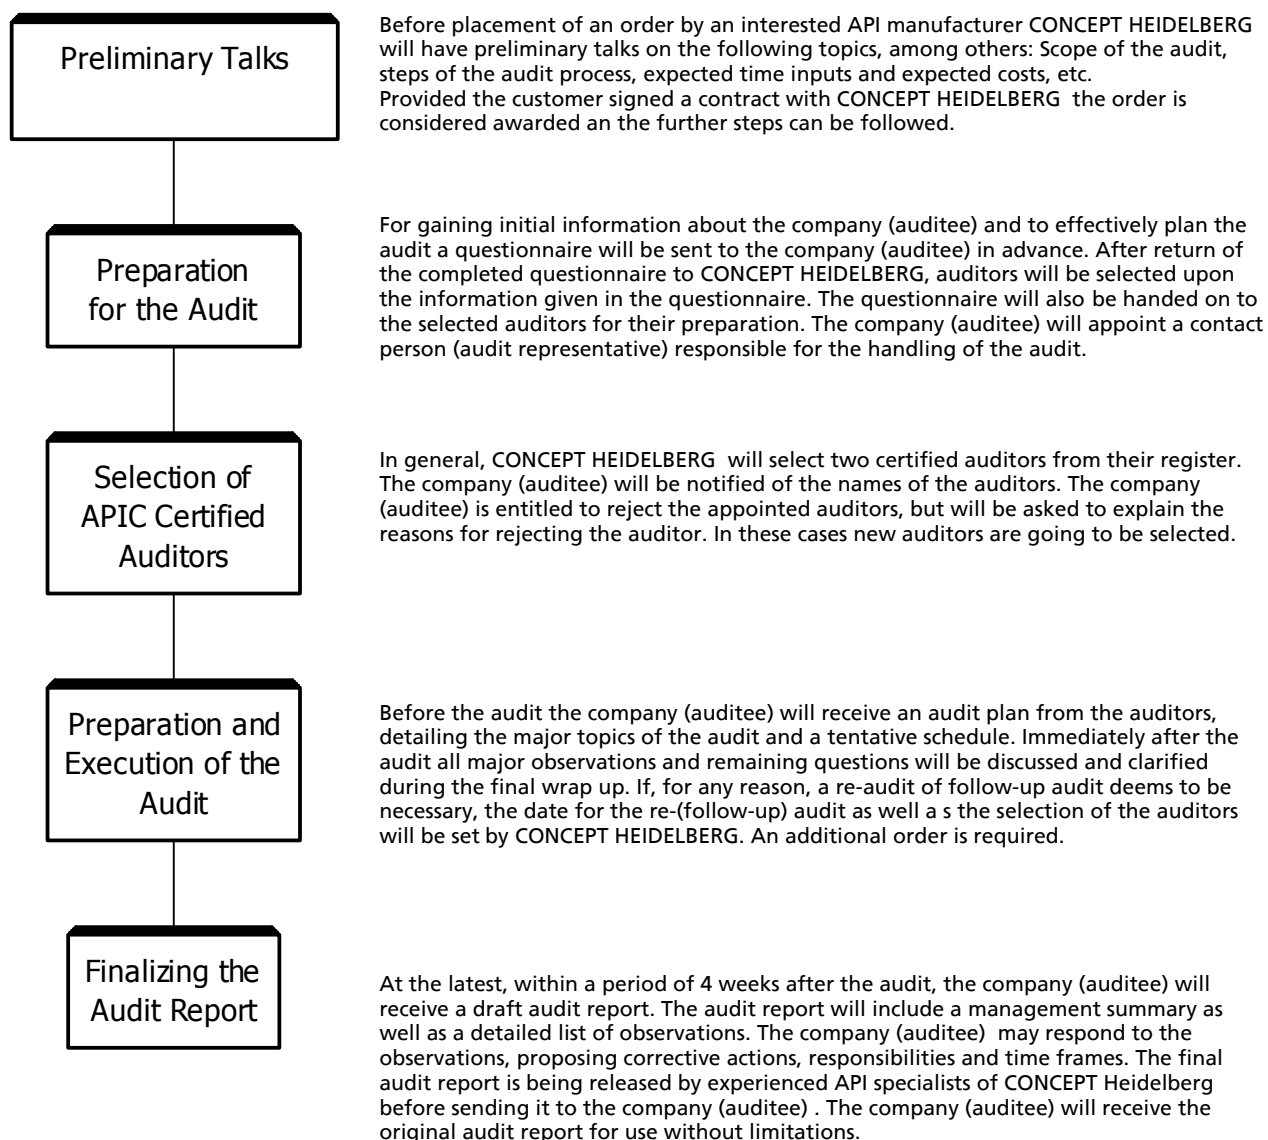 Preliminary Talks
Before placement of an order by an interested API manufacturer CONCEPT HEIDELBERG
will have preliminary talks on the following topics, among others: Scope of the audit,
steps of the audit process, expected time inputs and expected costs, etc.
Provided the customer signed a contract with CONCEPT HEIDELBERG  the order is
considered awarded an the further steps can be followed.
Preparation
for the Audit
For gaining initial information about the company (auditee) and to effectively plan the
audit a questionnaire will be sent to the company (auditee) in advance. After return of
the completed questionnaire to CONCEPT HEIDELBERG, auditors will be selected upon
the information given in the questionnaire. The questionnaire will also be handed on to
the selected auditors for their preparation. The company (auditee) will appoint a contact
person (audit representative) responsible for the handling of the audit.
Selection of
APIC Certified
Auditors
In general, CONCEPT HEIDELBERG  will select two certified auditors from their register.
The company (auditee) will be notified of the names of the auditors. The company
(auditee) is entitled to reject the appointed auditors, but will be asked to explain the
reasons for rejecting the auditor. In these cases new auditors are going to be selected.
Preparation and
Execution of the
Audit
Before the audit the company (auditee) will receive an audit plan from the auditors,
detailing the major topics of the audit and a tentative schedule. Immediately after the
audit all major observations and remaining questions will be discussed and clarified
during the final wrap up. If, for any reason, a re-audit of follow-up audit deems to be
necessary, the date for the re-(follow-up) audit as well a s the selection of the auditors
will be set by CONCEPT HEIDELBERG. An additional order is required.
Finalizing the
Audit Report
At the latest, within a period of 4 weeks after the audit, the company (auditee) will
receive a draft audit report. The audit report will include a management summary as
well as a detailed list of observations. The company (auditee)  may respond to the
observations, proposing corrective actions, responsibilities and time frames. The final
audit report is being released by experienced API specialists of CONCEPT Heidelberg
before sending it to the company (auditee) . The company (auditee) will receive the
original audit report for use without limitations.